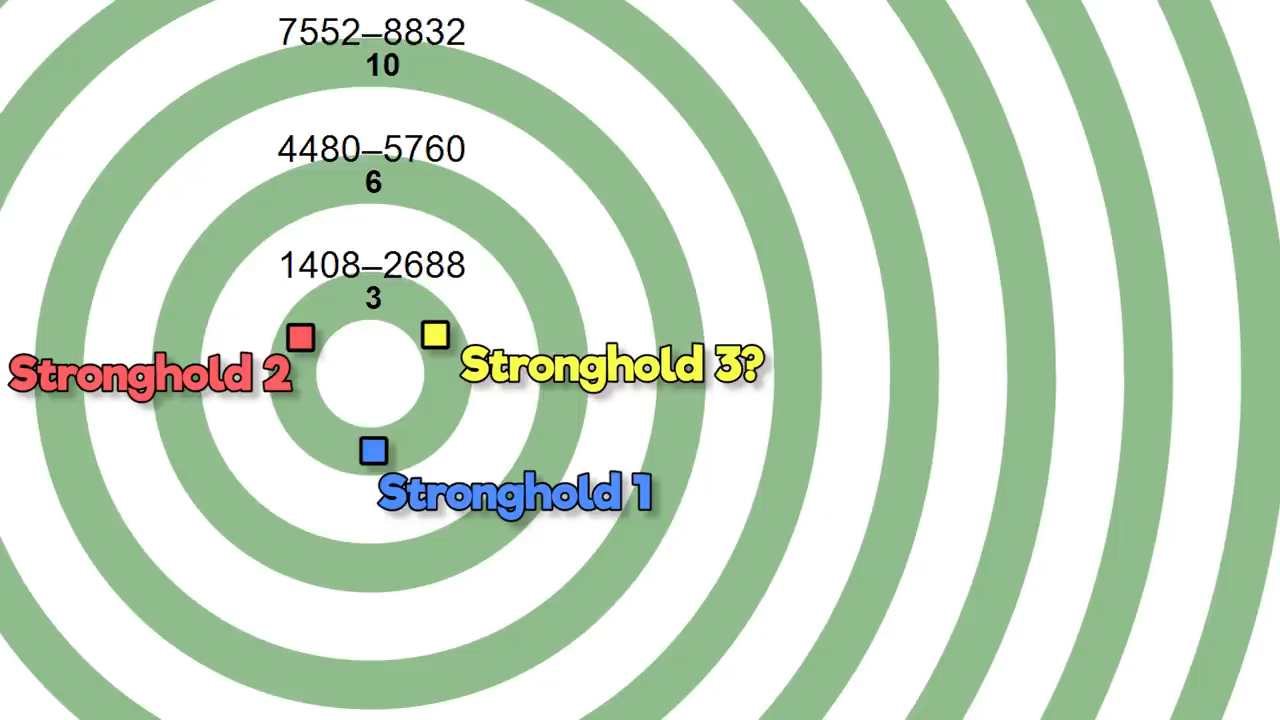 7552–8832
10
4480–5760
6
1408–2688
3
Stronghold 2
Stronghold 3?
Stronghold 1